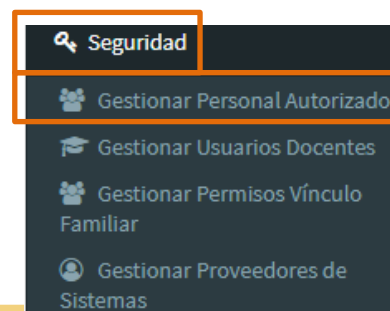 Seguridad
Gestionar Personal Autorizado
Gestionar Usuarios Docentes
Gestionar Permisos Vínculo
Familiar
Gestionar Proveedores de
Sistemas